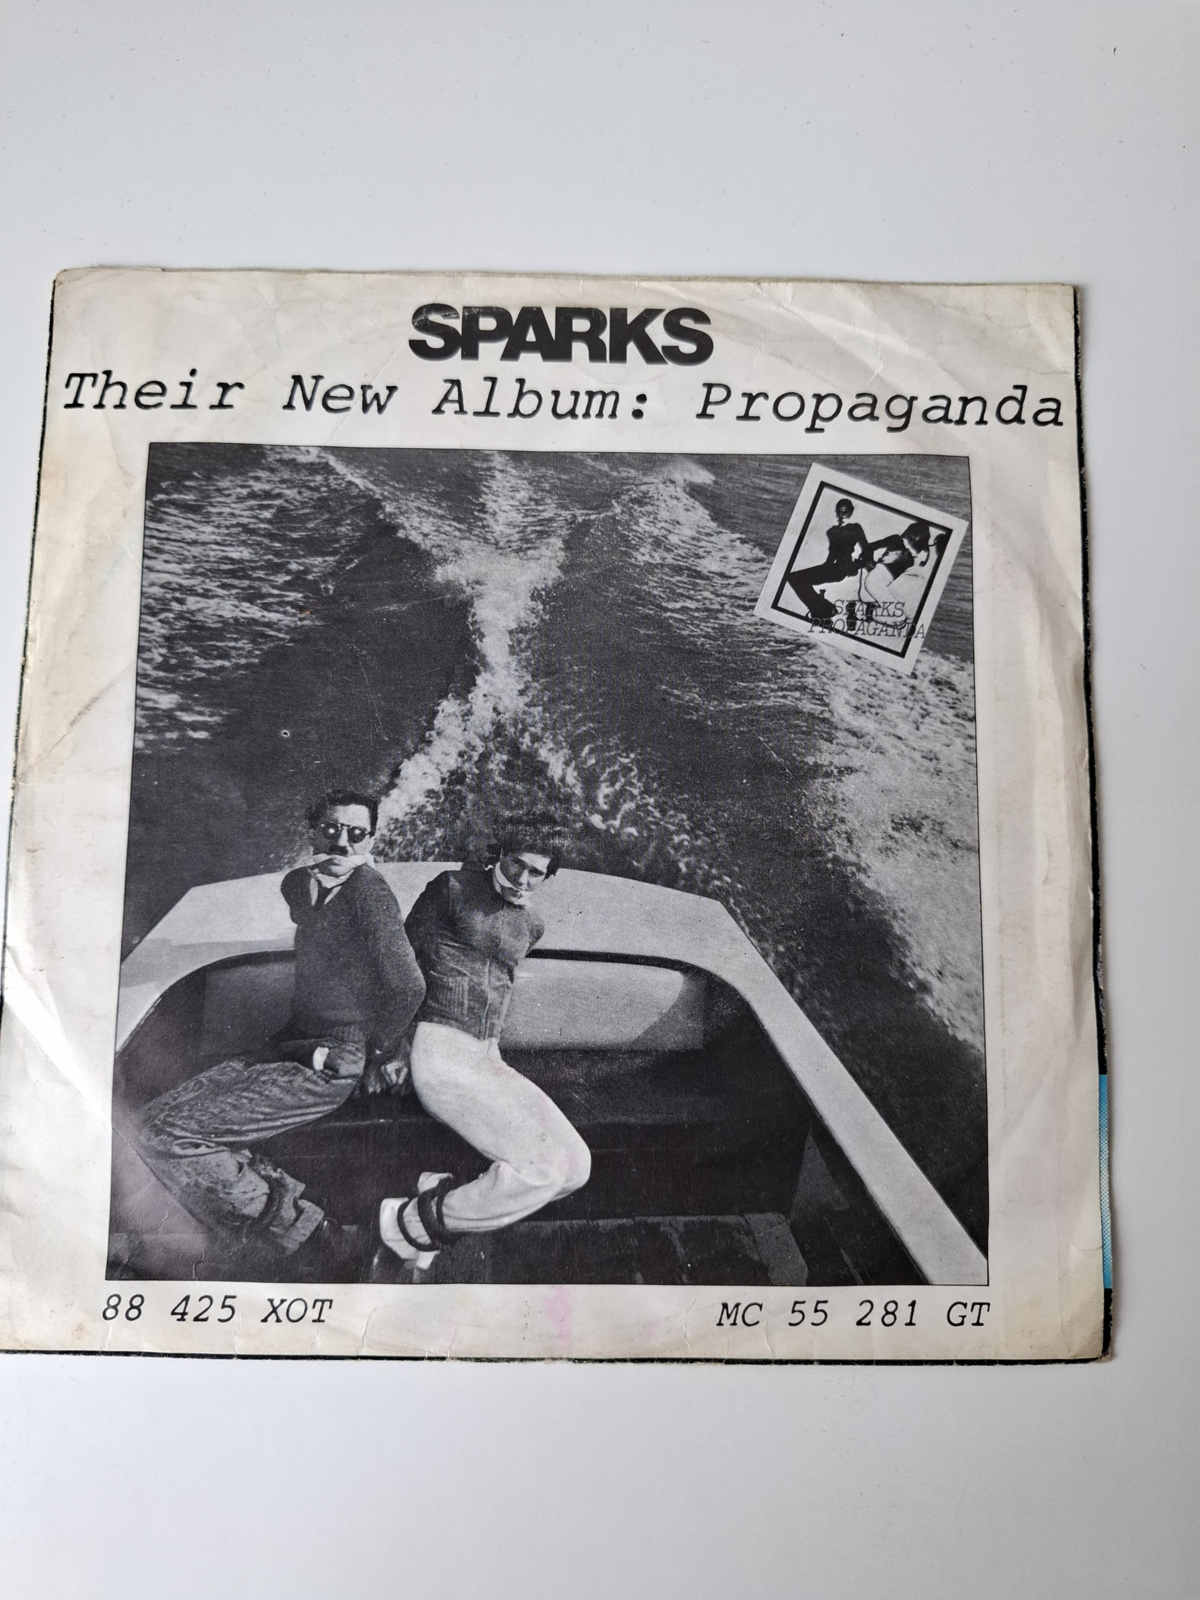 SPARKS
Their New Album: Propaganda
SPARKS
PROPAGANDA
88 425 XOT
MC 55 281 GT